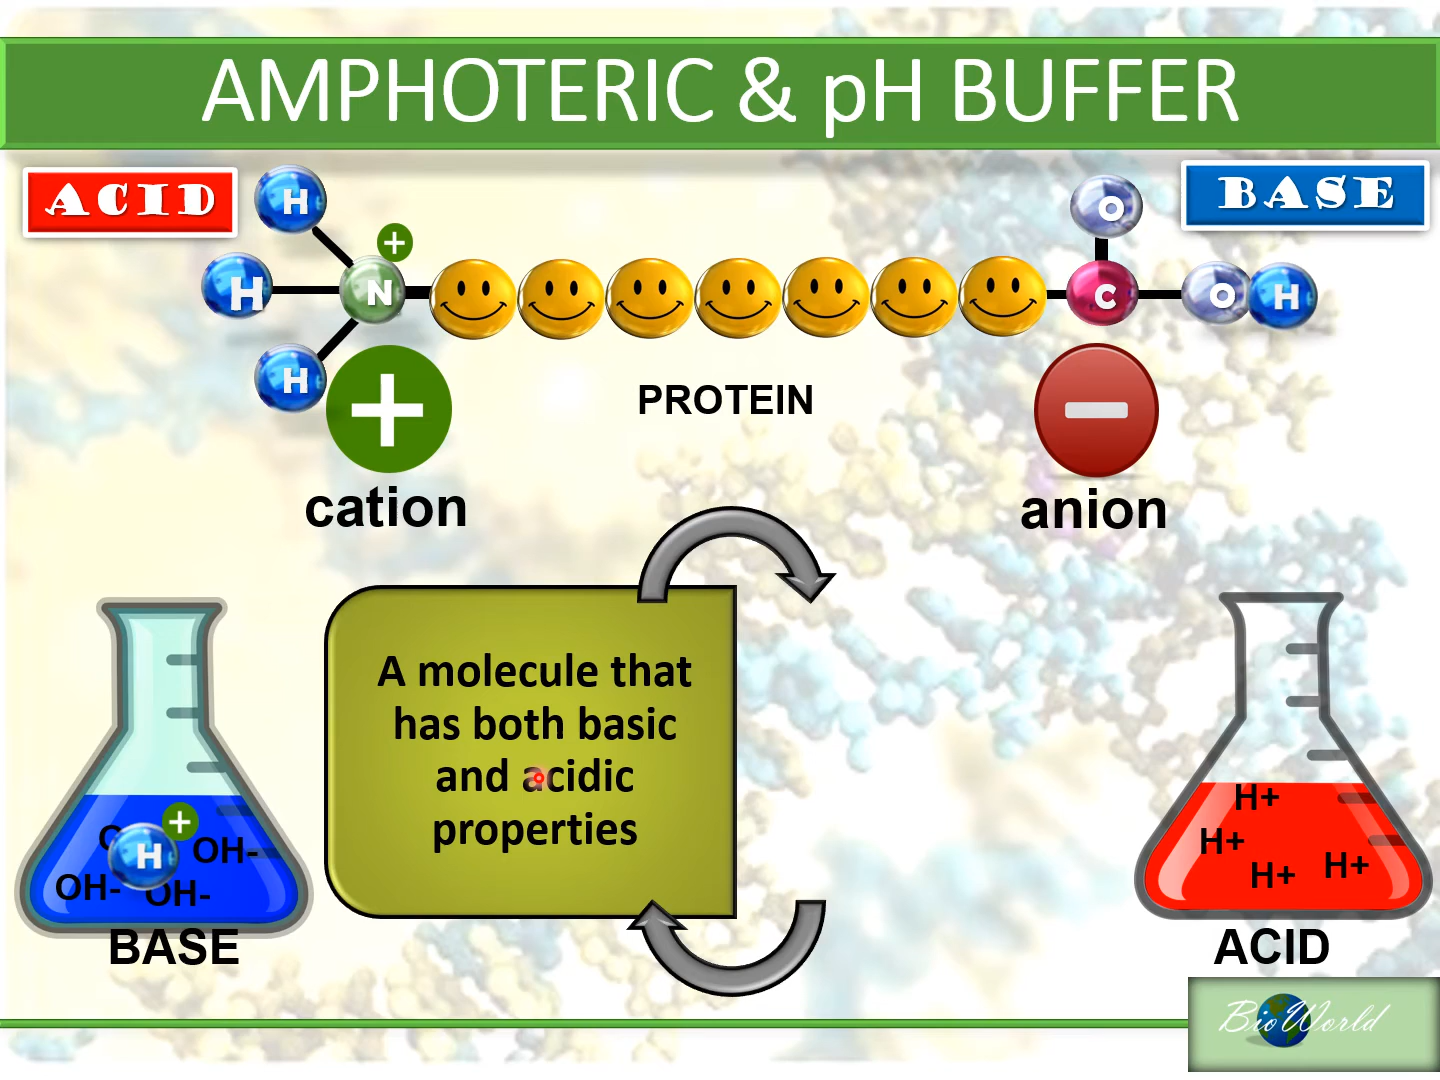 AMPHOTERIC & pH BUFFER
ACID
BASE
H
H
H
N
+
O
C
O
H
+
PROTEIN
cation
anion
A molecule that
has both basic
and acidic
properties
H
+
OH-
OH-
OH-
BASE
H+
H+
H+
H+
ACID
BioWorld